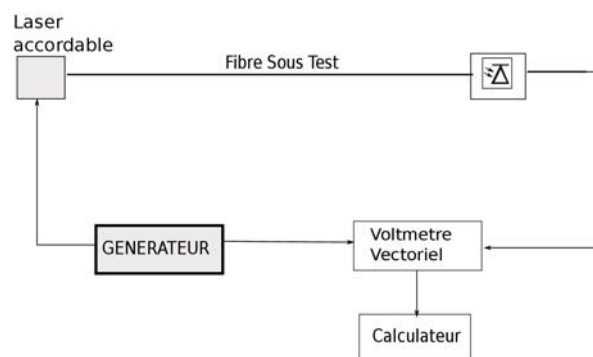 Laser
accordable
Fibre Sous Test
GENERATEUR
Voltmetre
Vectoriel
Calculateur